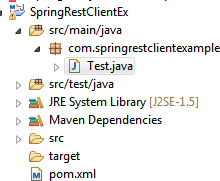 SpringRestClientEx
src/main/java
com.springrestclientexample
Test.java
src/test/java
JRE System Library [J2SE-1.5]
Maven Dependencies
src
target
pom.xml